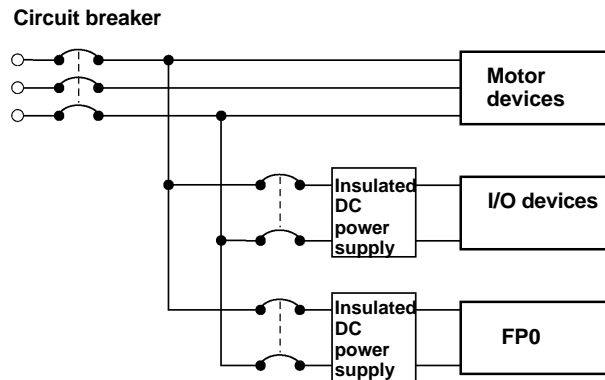 Circuit breaker
Motor
devices
Insulated
DC
power
supply
I/O devices
Insulated
DC
power
supply
FP0